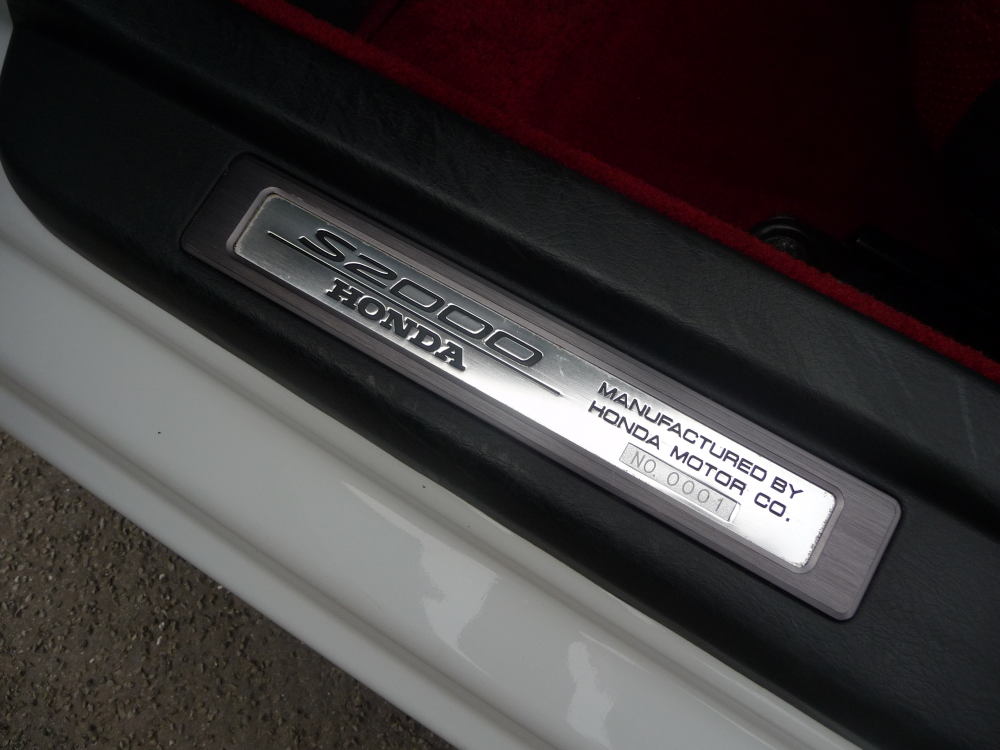 S2000
HONDA
MANUFACTURED BY
HONDA MOTOR CO.
NO. 0001